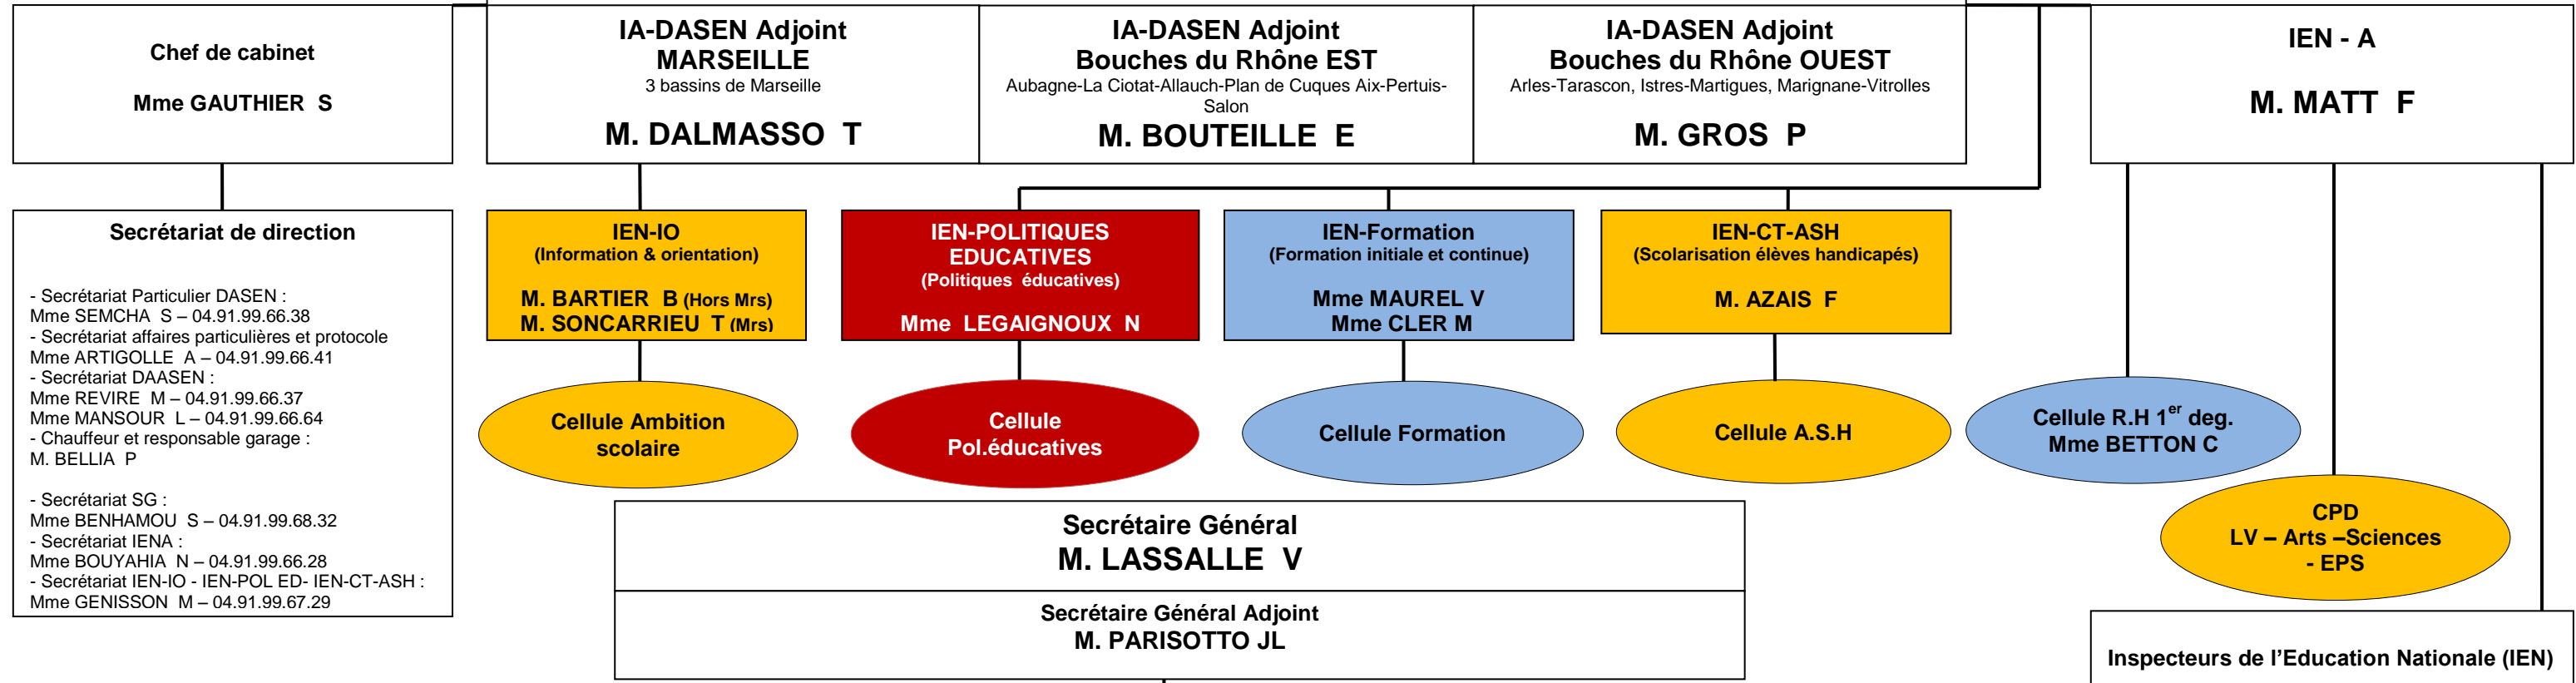 Chef de cabinet
Mme GAUTHIER S
IA-DASEN Adjoint
MARSEILLE
3 bassins de Marseille
M. DALMASSO T
IA-DASEN Adjoint
Bouches du Rhône EST
Aubagne-La Ciotat-Allauch-Plan de Cuques Aix-Pertuis-
Salon
M. BOUTEILLE E
IA-DASEN Adjoint
Bouches du Rhône OUEST
Arles-Tarascon, Istres-Martigues, Marignane-Vitrolles
M. GROS P
IEN - A
M. MATT F
Secrétariat de direction
- Secrétariat Particulier DASEN :
Mme SEMCHA S – 04.91.99.66.38
- Secrétariat affaires particulières et protocole
Mme ARTIGOLLE A – 04.91.99.66.41
- Secrétariat DAASEN :
Mme REVIRE M – 04.91.99.66.37
Mme MANSOUR L – 04.91.99.66.64
- Chauffeur et responsable garage :
M. BELLIA P
- Secrétariat SG :
Mme BENHAMOU S – 04.91.99.68.32
- Secrétariat IENA :
Mme BOUYAHIA N – 04.91.99.66.28
- Secrétariat IEN-IO - IEN-POL ED- IEN-CT-ASH :
Mme GENISSON M – 04.91.99.67.29
IEN-IO
(Information & orientation)
M. BARTIER B (Hors Mrs)
M. SONCARRIEU T (Mrs)
IEN-POLITIQUES
EDUCATIVES
(Politiques éducatives)
Mme LEGAIGNOUX N
IEN-Formation
(Formation initiale et continue)
Mme MAUREL V
Mme CLER M
IEN-CT-ASH
(Scolarisation élèves handicapés)
M. AZAIS F
Cellule Ambition
scolaire
Cellule
Pol.éducatives
Cellule Formation
Cellule A.S.H
Cellule R.H 1er deg.
Mme BETTON C
CPD
LV – Arts –Sciences
- EPS
Secrétaire Général
M. LASSALLE V
Secrétaire Général Adjoint
M. PARISOTTO JL
Inspecteurs de l'Education Nationale (IEN)